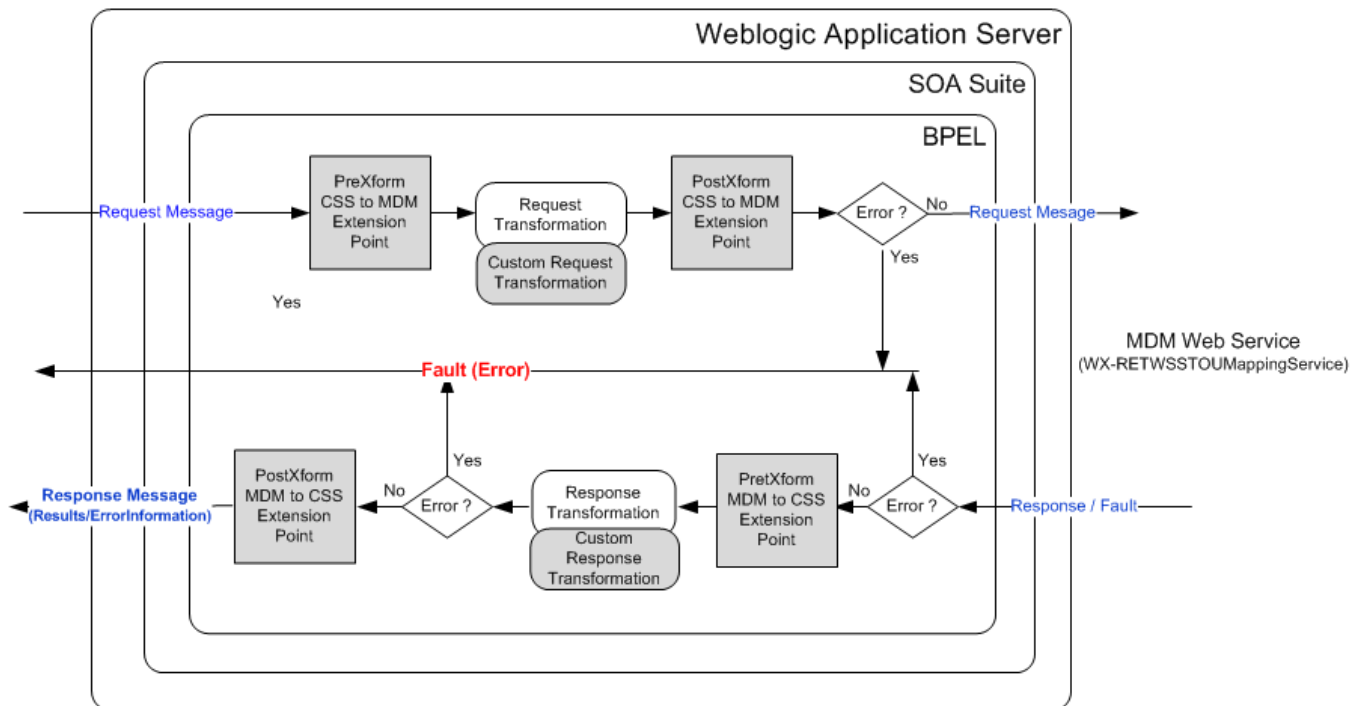 Weblogic Application Server
SOA Suite
BPEL
Request Message
PreXform
CSS to MDM
Extension
Point
Request
Transformation
Custom Request
Transformation
PostXform
CSS to MDM
Extension
Point
Error ?
No
Request Mesage
Yes
Yes
MDM Web Service
(WX-RETWSSTOUMappingService)
Fault (Error)
Response Message
(Results/ErrorInformation)
PostXform
MDM to CSS
Extension
Point
No
Yes
Error ?
Response
Transformation
Custom
Response
Transformation
PretXform
MDM to CSS
Extension
Point
No
Yes
Error ?
Response / Fault